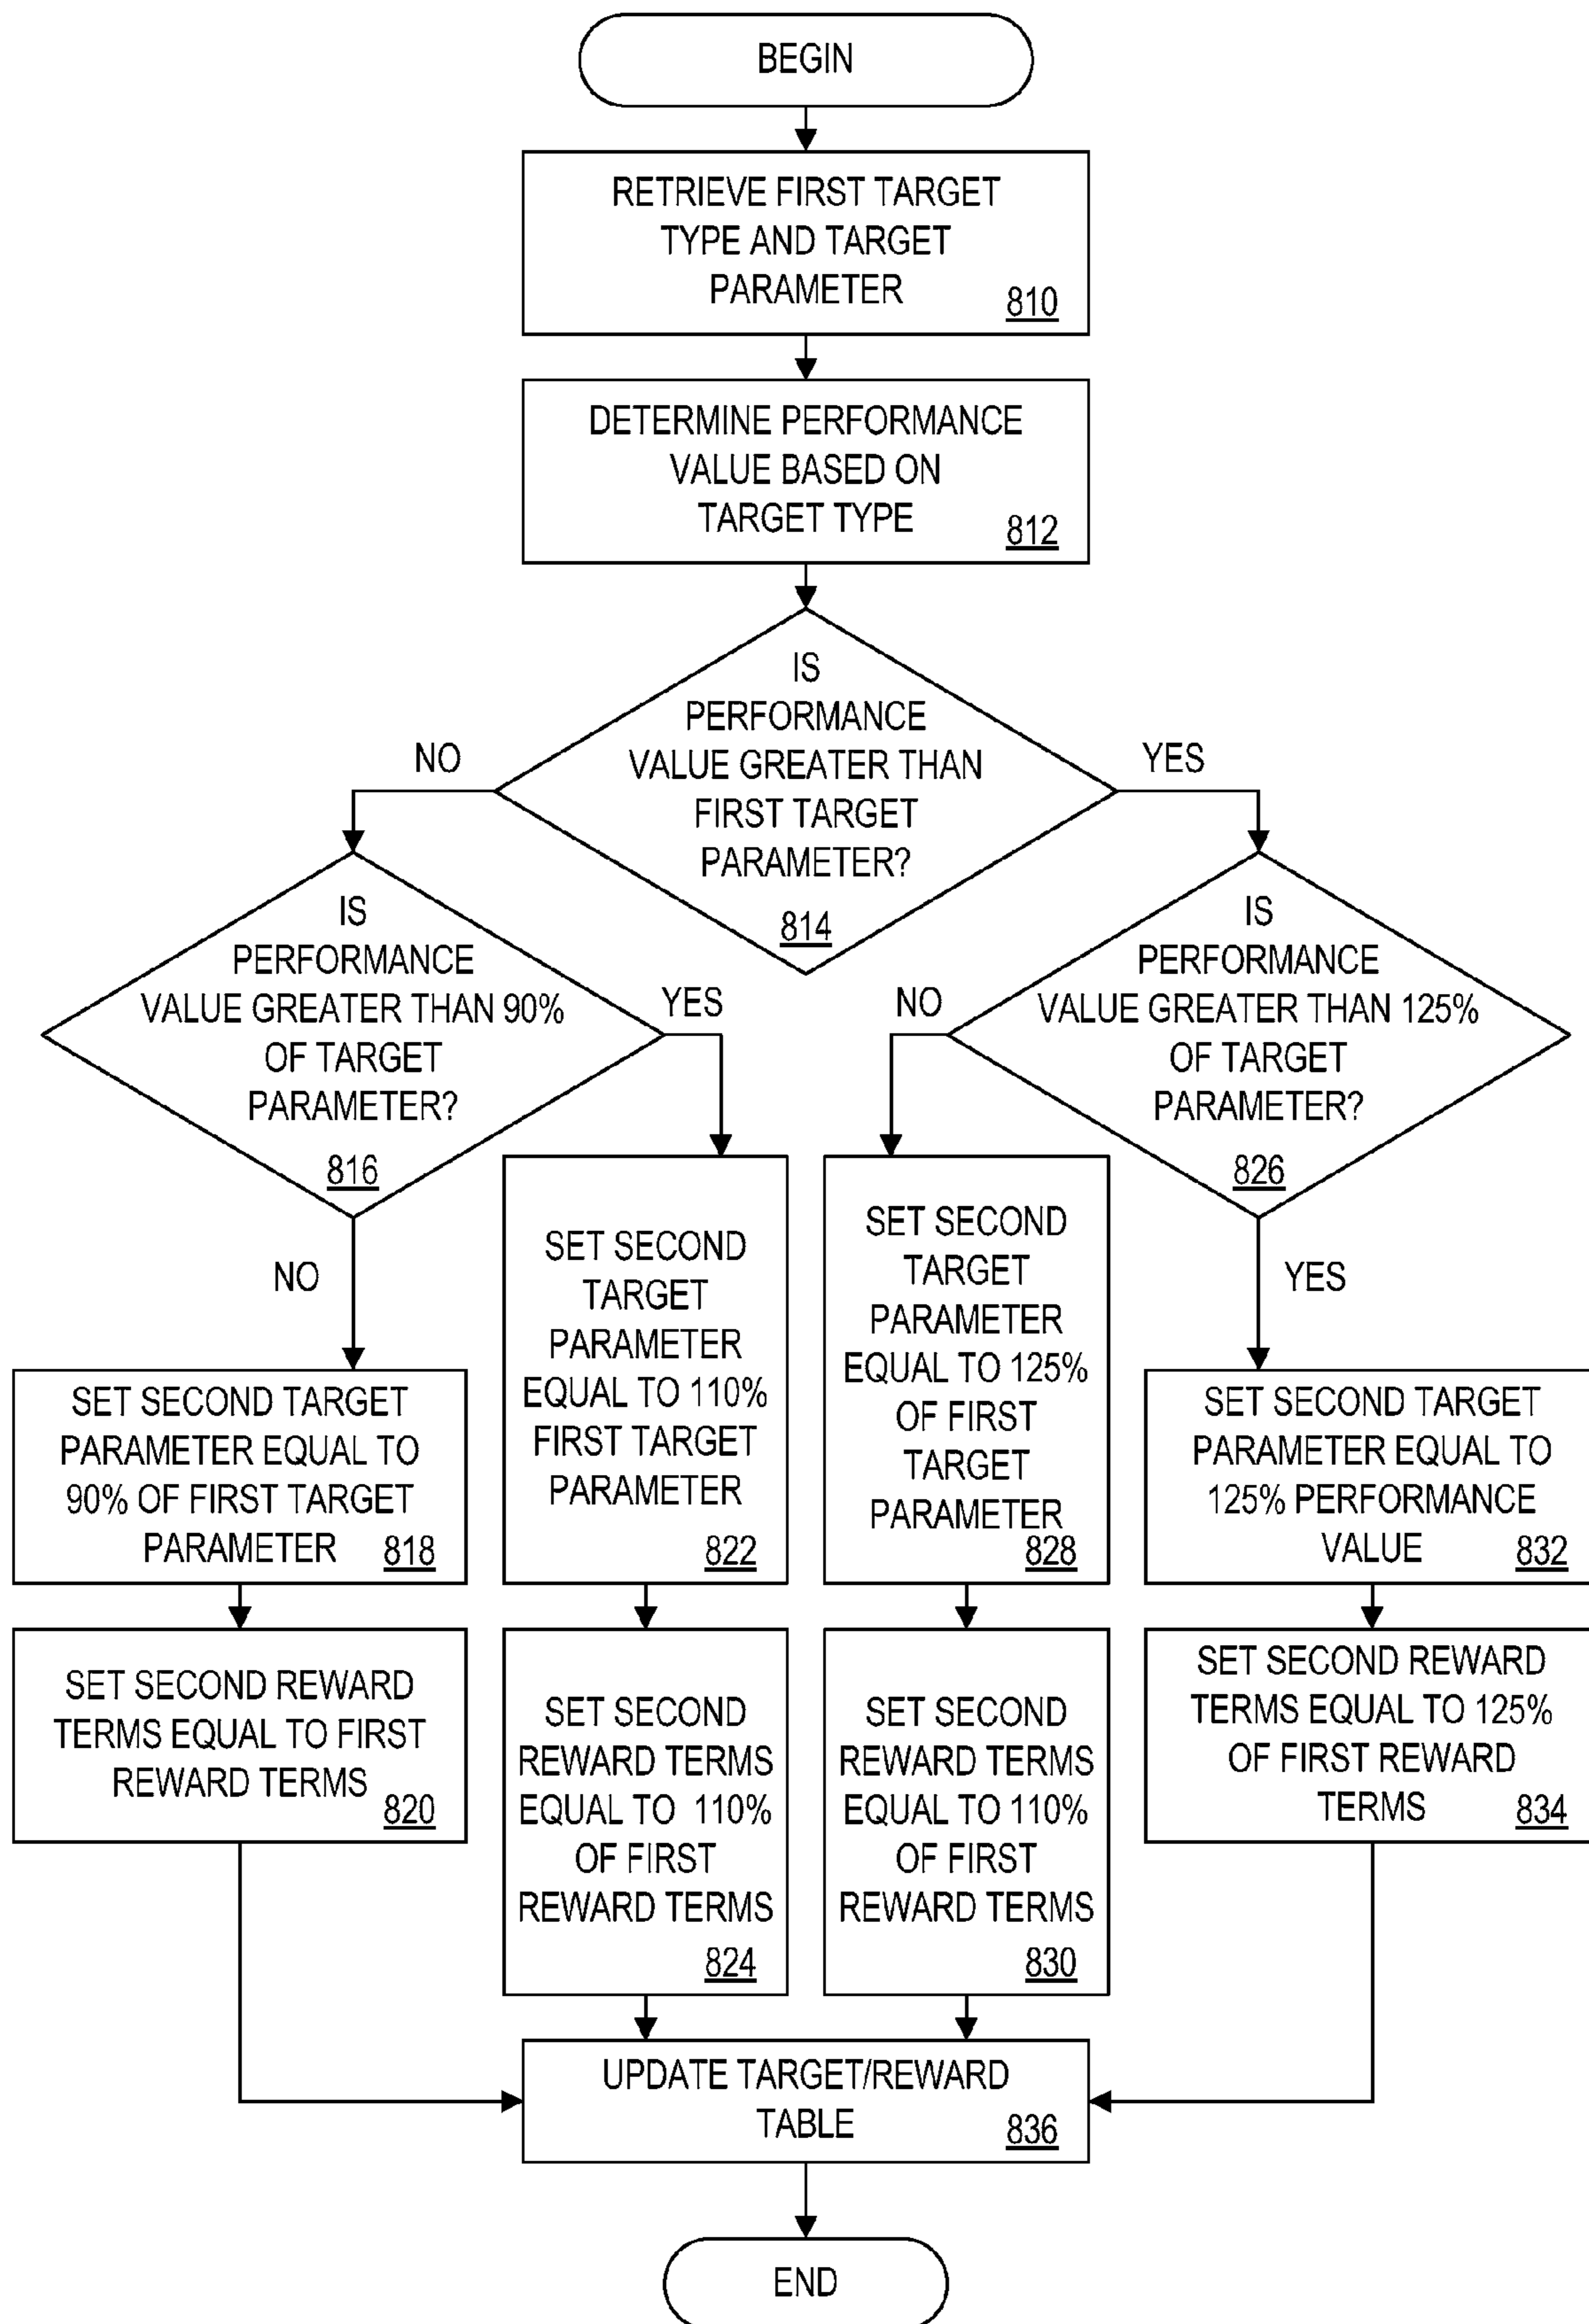 BEGIN
RETRIEVE FIRST TARGET
TYPE AND TARGET
PARAMETER
810
DETERMINE PERFORMANCE
VALUE BASED ON
TARGET TYPE
812
IS
PERFORMANCE
VALUE GREATER THAN
FIRST TARGET
PARAMETER?
814
NO
YES
IS
PERFORMANCE
VALUE GREATER THAN 90%
OF TARGET
PARAMETER?
816
YES
NO
IS
PERFORMANCE
VALUE GREATER THAN 125%
OF TARGET
PARAMETER?
826
NO
YES
SET SECOND TARGET
PARAMETER EQUAL TO
90% OF FIRST TARGET
PARAMETER
818
SET SECOND
TARGET
PARAMETER
EQUAL TO 110%
FIRST TARGET
PARAMETER
822
SET SECOND
TARGET
PARAMETER
EQUAL TO 125%
OF FIRST
TARGET
PARAMETER
828
SET SECOND TARGET
PARAMETER EQUAL TO
125% PERFORMANCE
VALUE
832
SET SECOND REWARD
TERMS EQUAL TO FIRST
REWARD TERMS
820
SET SECOND
REWARD TERMS
EQUAL TO 110%
OF FIRST
REWARD TERMS
824
SET SECOND
REWARD TERMS
EQUAL TO 110%
OF FIRST
REWARD TERMS
830
SET SECOND REWARD
TERMS EQUAL TO 125%
OF FIRST REWARD
TERMS
834
UPDATE TARGET/REWARD
TABLE
836
END